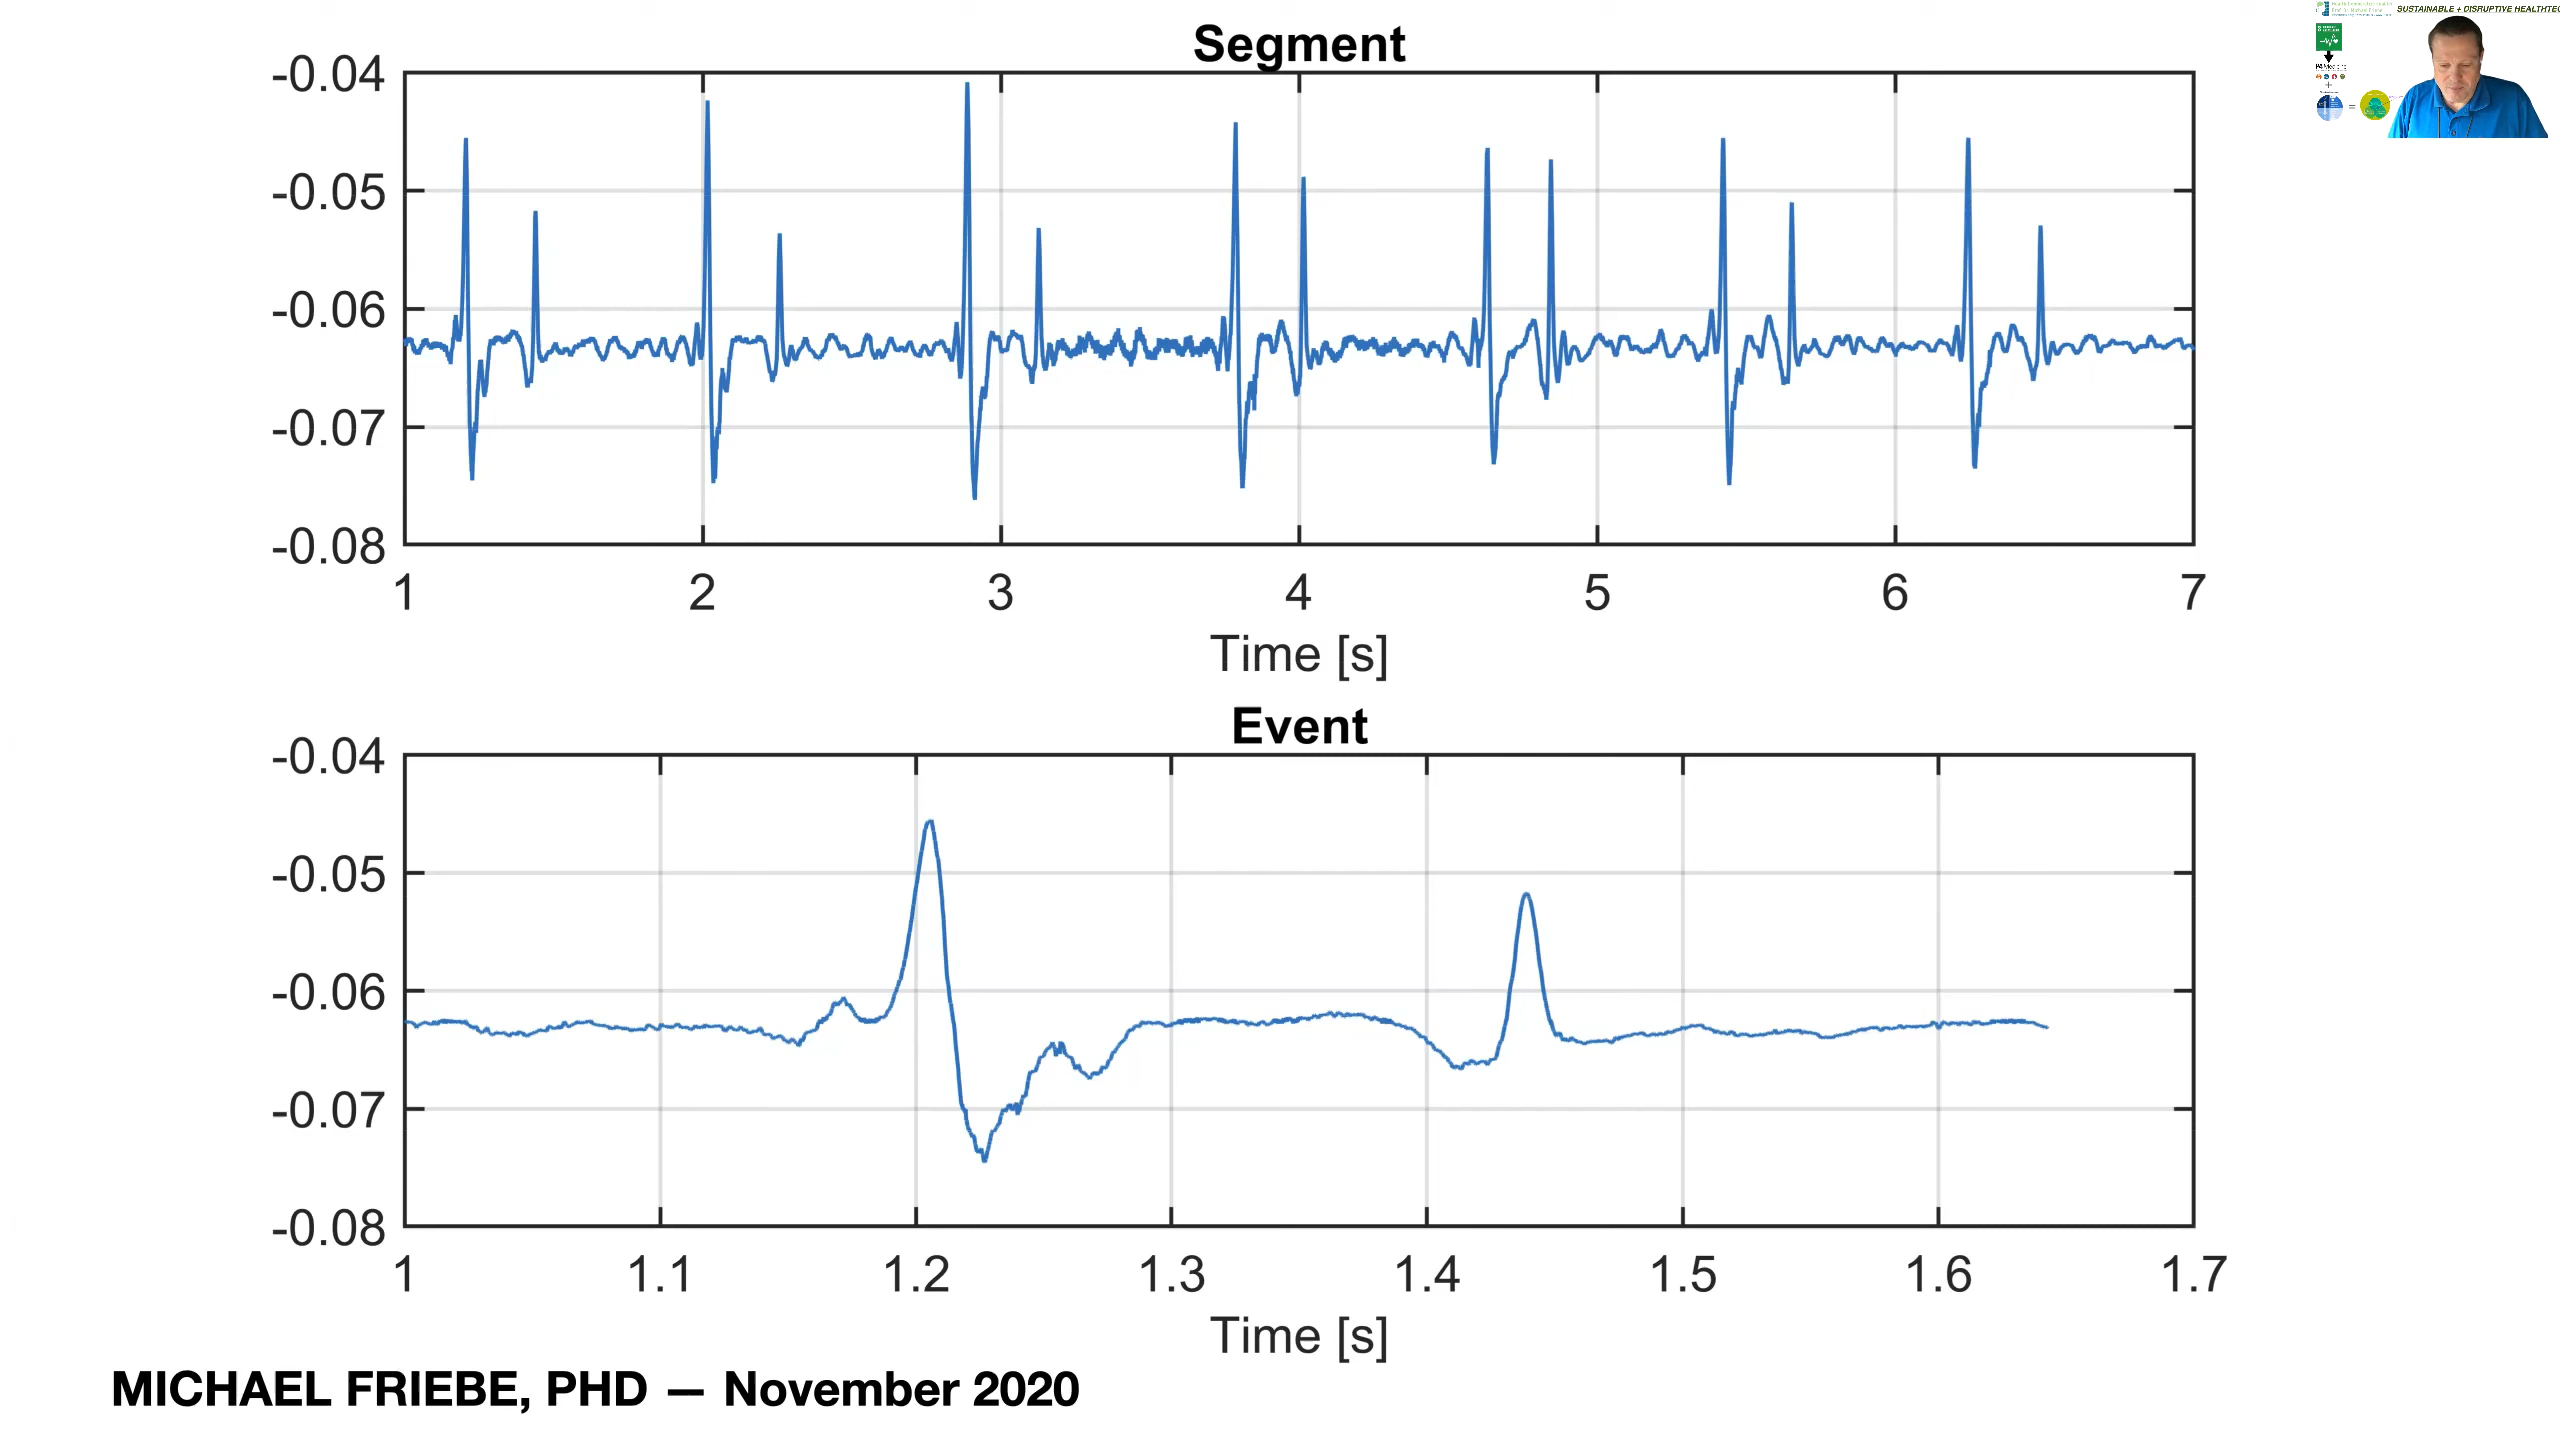 SUSTAINABLE + DISRUPTIVE HEALTHTE
Segment
-0.04
-0.05
-0.06
-0.07
-0.08
1 2 3 4 5 6 7
Time [s]
Event
-0.04
-0.05
-0.06
-0.07
-0.08
1 1.1 1.2 1.3 1.4 1.5 1.6 1.7
Time [s]
MICHAEL FRIEBE, PHD — November 2020